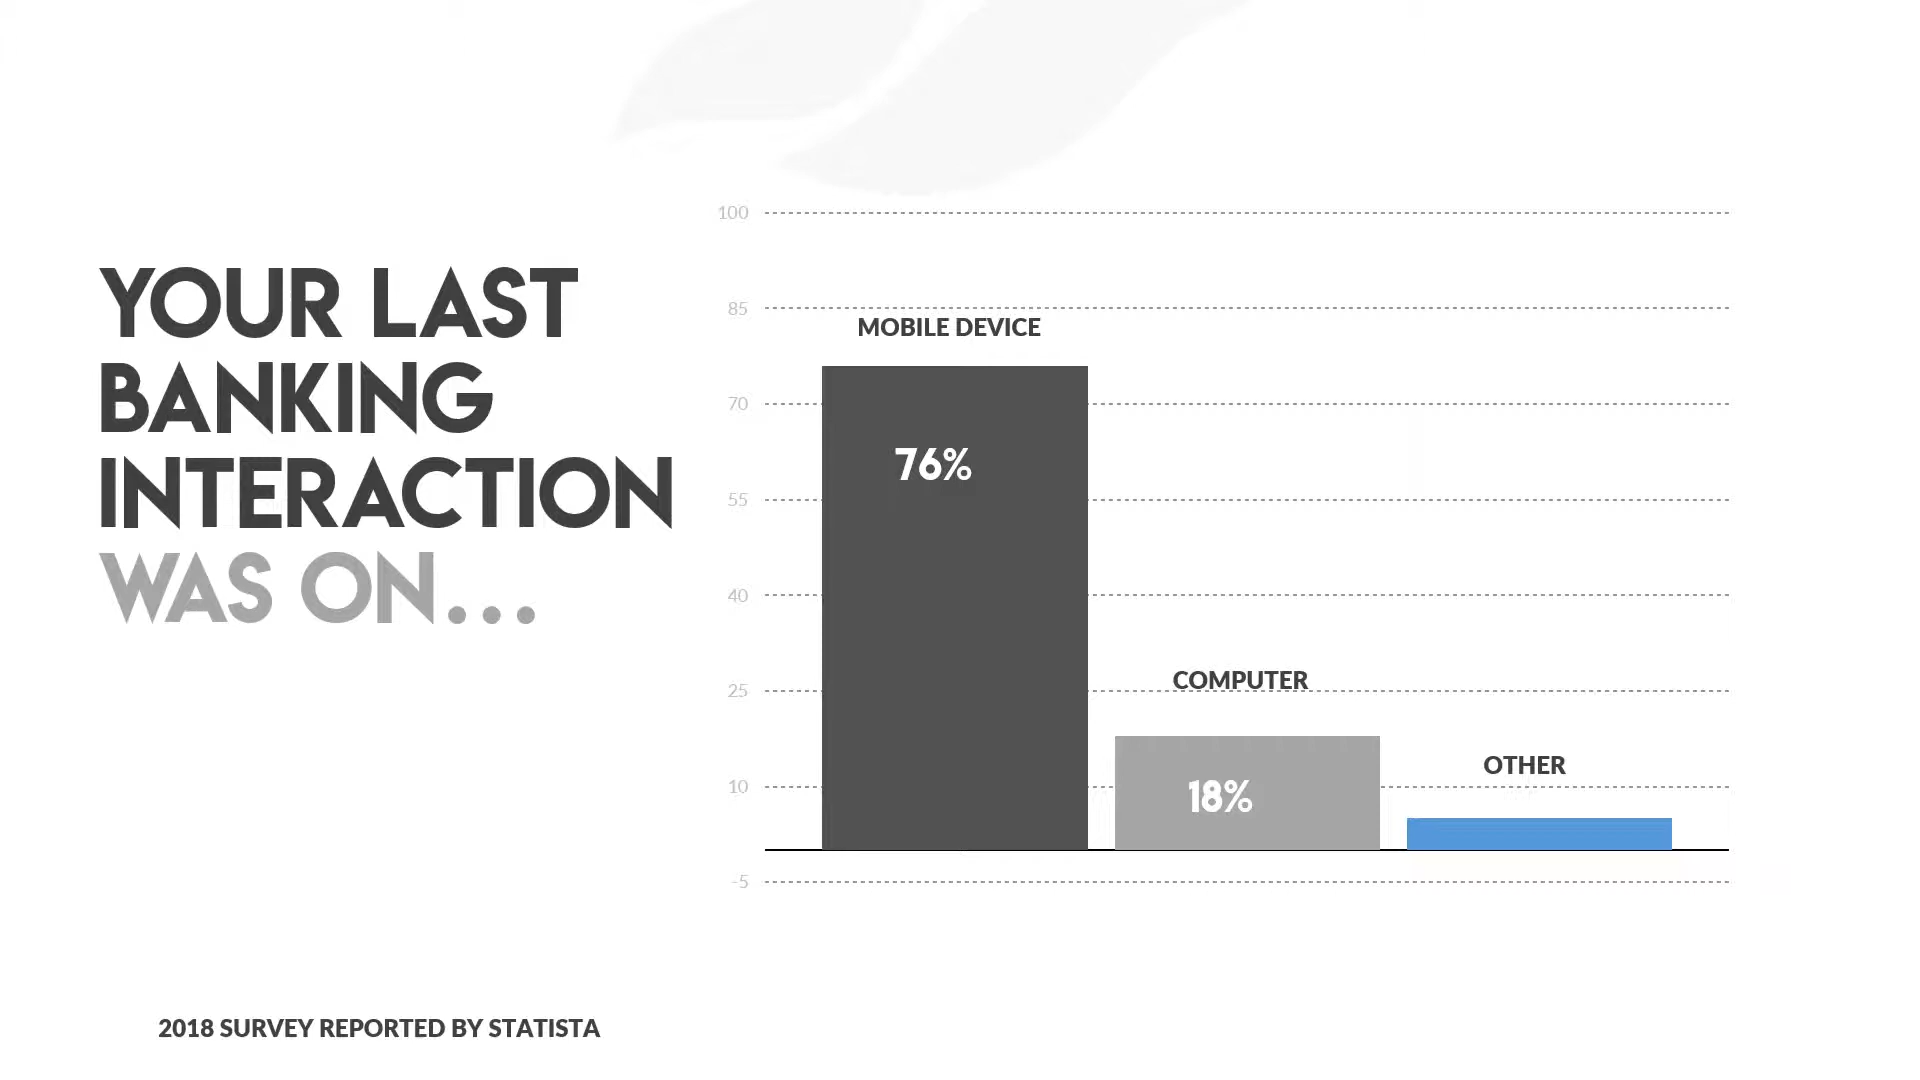 YOUR LAST
BANKING
INTERACTION
WAS ON...
100
85
MOBILE DEVICE
70
76%
55
40
COMPUTER
25
OTHER
10
18%
-5
2018 SURVEY REPORTED BY STATISTA